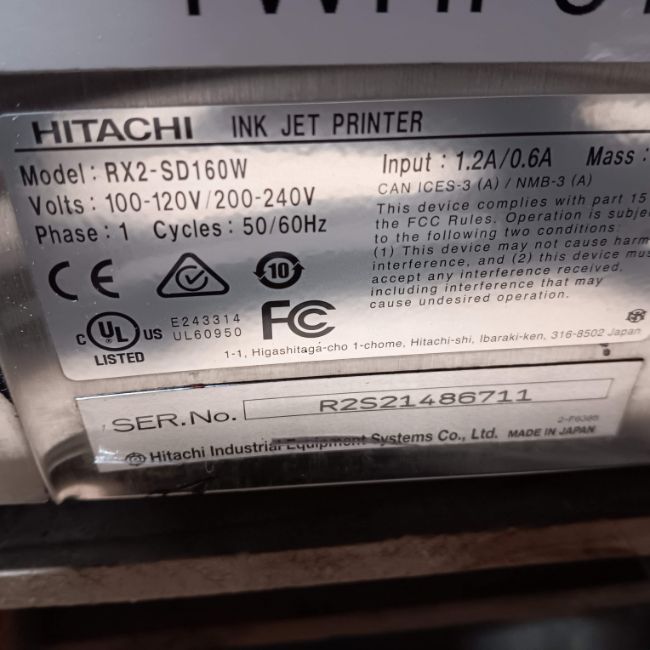 HITACHI INK JET PRINTER
Model : RX2-SD160W Input : 1.2A/0.6A Mass :
Volts : 100-120V/200-240V CAN ICES-3 (A) / NMB-3 (A)
Phase : 1 Cycles : 50/60Hz This device complies with part 15
the FCC Rules. Operation is
to the following two conditions:
(1) This device may not cause
interference, and (2) this device
accept any interference received,
including interference that may
cause undesired operation.
CE 10
C UL US E243314 FC
LISTED UL60950
1-1, Higashitaga-cho 1-chome, Hitachi-shi, Ibaraki-ken, 316-8502 Japan
SER.No. R2S21486711
2-F6385
Hitachi Industrial Equipment Systems Co., Ltd. MADE IN JAPAN